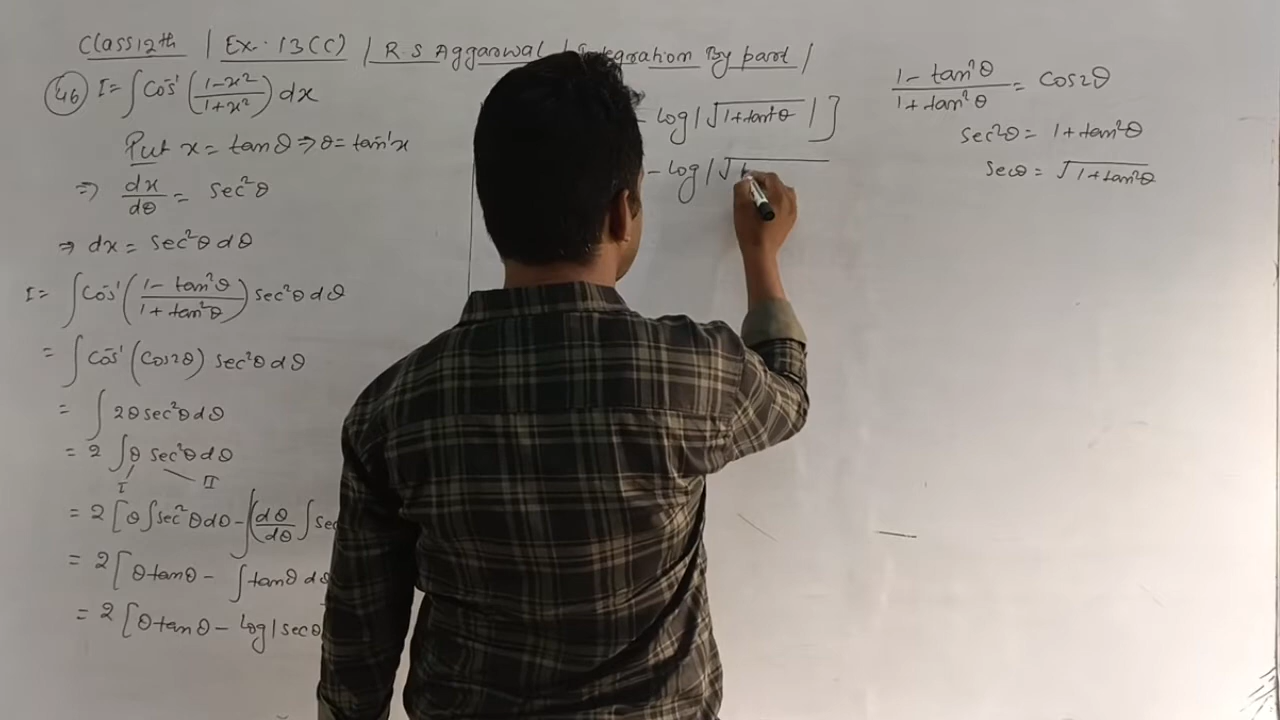 Class 12th | Ex. 13(C) | R S Aggarwal | Integration By part |
(46) I = ∫ Cos⁻¹ ((1-x²)/(1+x²)) dx
Put x = tanθ ⇒ θ = tan⁻¹x
⇒ dx/dθ = sec²θ
⇒ dx = sec²θ dθ
I = ∫ Cos⁻¹ ((1 - tan²θ)/(1 + tan²θ)) sec²θ dθ
= ∫ Cos⁻¹ (Cos2θ) sec²θ dθ
= ∫ 2θ sec²θ dθ
= 2 ∫ θ sec²θ dθ
I II
= 2 [θ ∫ sec²θ dθ - ∫ (dθ/dθ ∫
= 2 [θ tanθ - ∫ tanθ
= 2 [θ tanθ - log | secθ
- log | √(1 + tan²θ) | ]
- log | √
(1 - tan²θ)/(1 + tan²θ) = cos2θ
sec²θ = 1 + tan²θ
secθ = √(1 + tan²θ)